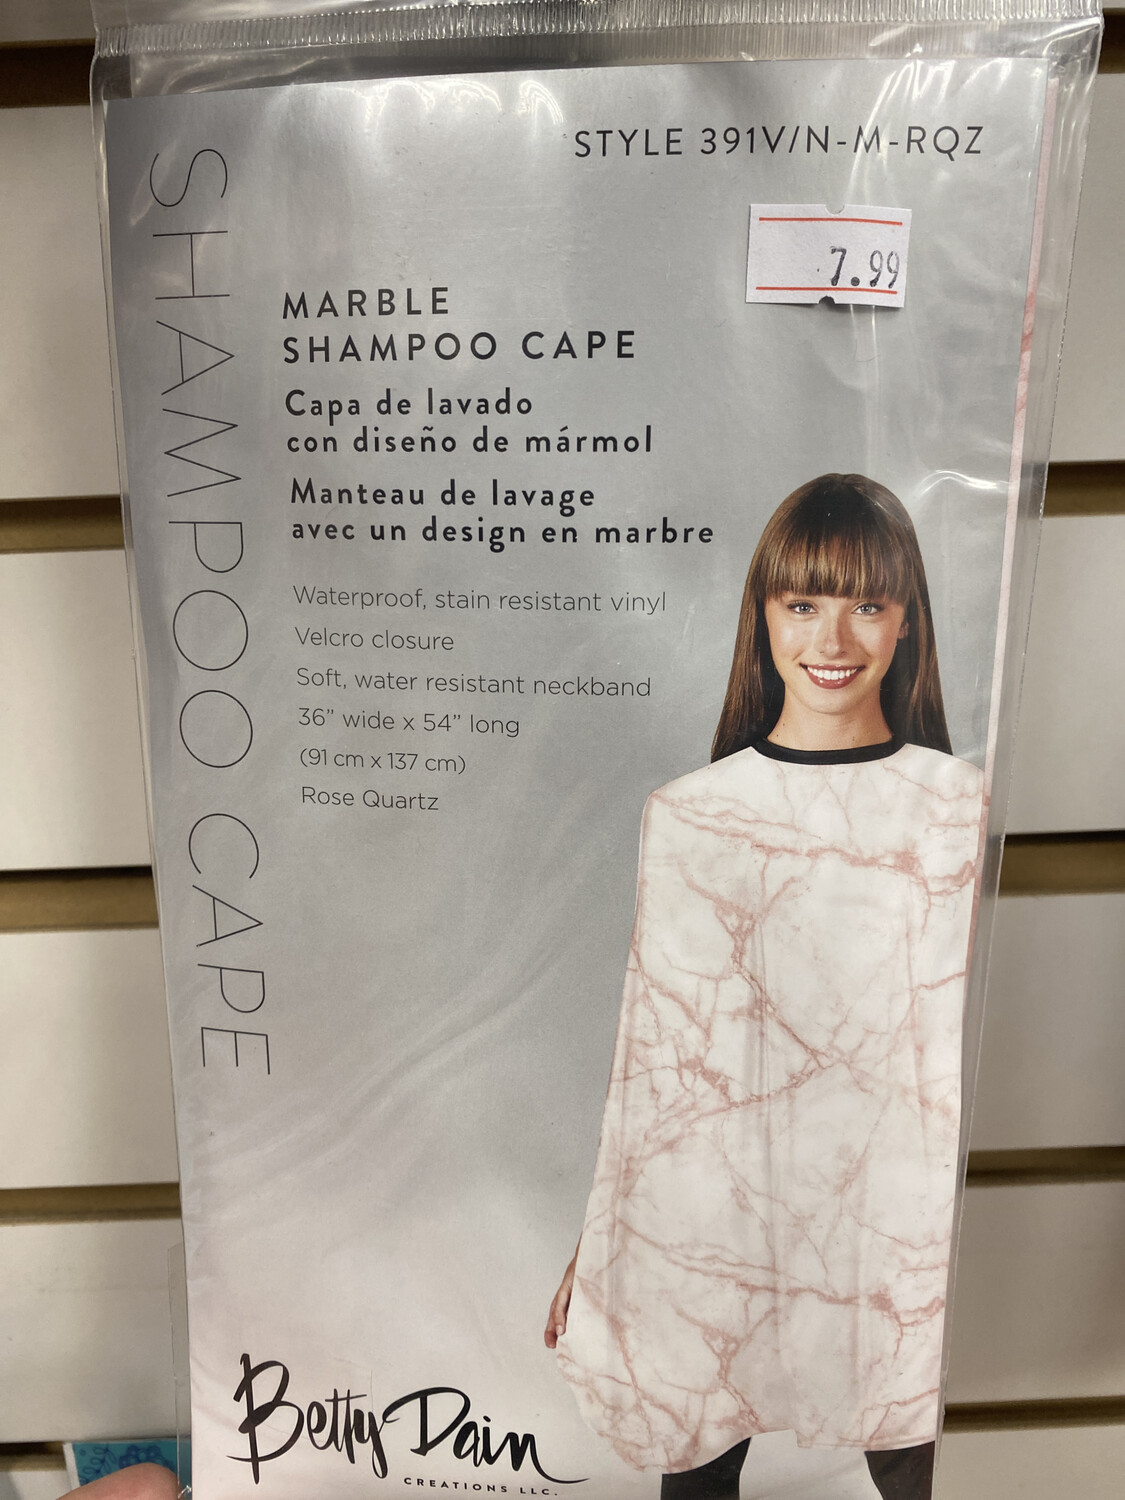 STYLE 391V/N-M-RQZ
7.99
SHAMPOO CAPE
MARBLE
SHAMPOO CAPE
Capa de lavado
con diseño de mármol
Manteau de lavage
avec un design en marbre
Waterproof, stain resistant vinyl
Velcro closure
Soft, water resistant neckband
36” wide x 54” long
(91 cm x 137 cm)
Rose Quartz
Betty Dain
CREATIONS LLC.